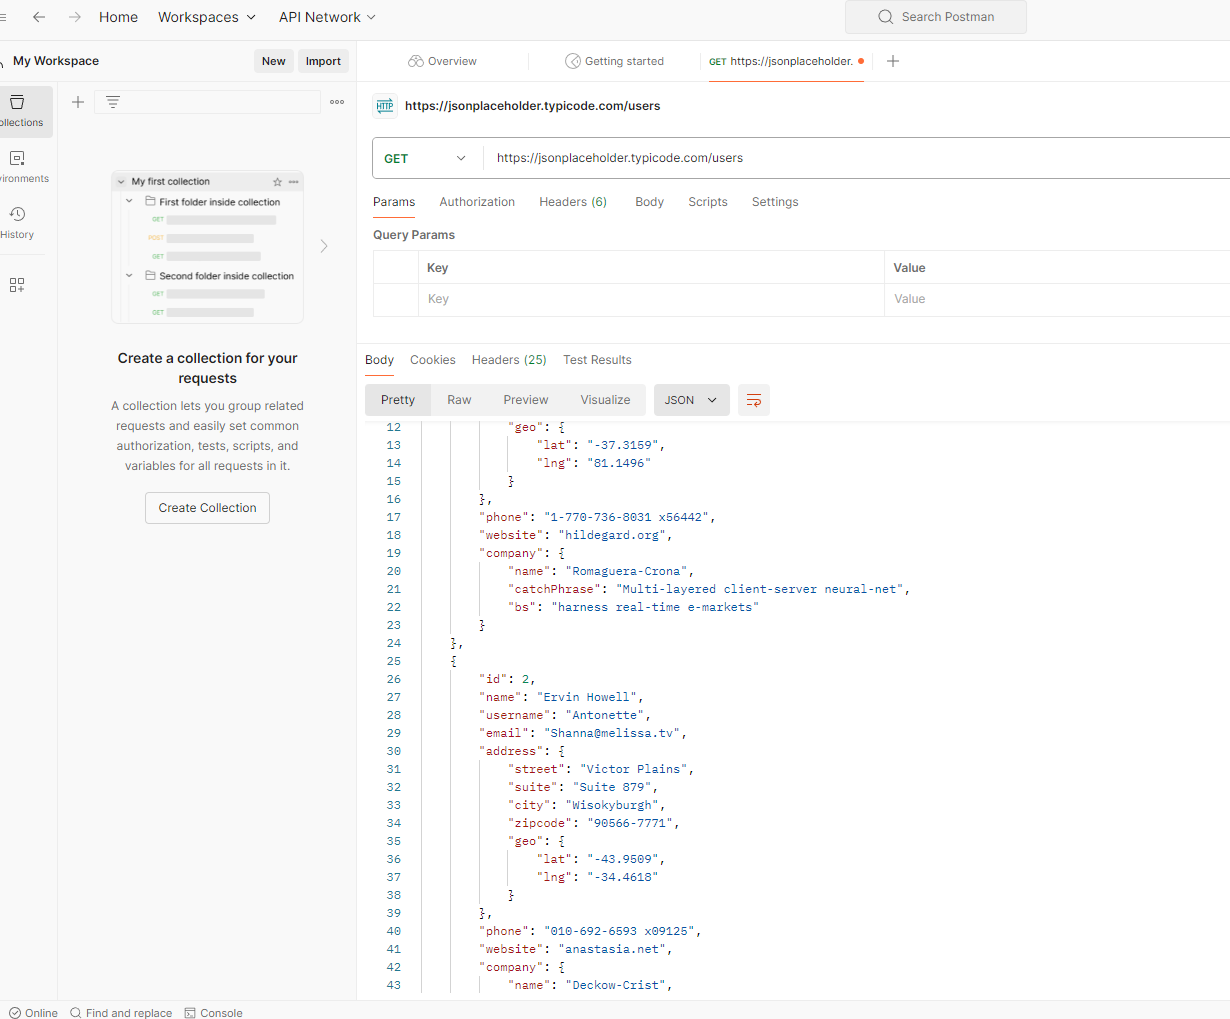 Home Workspaces API Network Search Postman
My Workspace New Import
Overview Getting started GET https://jsonplaceholder.
https://jsonplaceholder.typicode.com/users
HTTP
GET https://jsonplaceholder.typicode.com/users
Params Authorization Headers (6) Body Scripts Settings
Query Params
Key Value
Key Value
ollections
ironments
History
My first collection
First folder inside collection
GET
POST
GET
Second folder inside collection
GET
GET
Create a collection for your
requests
A collection lets you group related
requests and easily set common
authorization, tests, scripts, and
variables for all requests in it.
Create Collection
Body Cookies Headers (25) Test Results
Pretty Raw Preview Visualize JSON
12 "geo": {
13 "lat": "-37.3159",
14 "lng": "81.1496"
15 }
16 },
17 "phone": "1-770-736-8031 x56442",
18 "website": "hildegard.org",
19 "company": {
20 "name": "Romaguera-Crona",
21 "catchPhrase": "Multi-layered client-server neural-net",
22 "bs": "harness real-time e-markets"
23 }
24 },
25 {
26 "id": 2,
27 "name": "Ervin Howell",
28 "username": "Antonette",
29 "email": "Shanna@melissa.tv",
30 "address": {
31 "street": "Victor Plains",
32 "suite": "Suite 879",
33 "city": "Wisokyburgh",
34 "zipcode": "90566-7771",
35 "geo": {
36 "lat": "-43.9509",
37 "lng": "-34.4618"
38 }
39 },
40 "phone": "010-692-6593 x09125",
41 "website": "anastasia.net",
42 "company": {
43 "name": "Deckow-Crist",
Online Find and replace Console